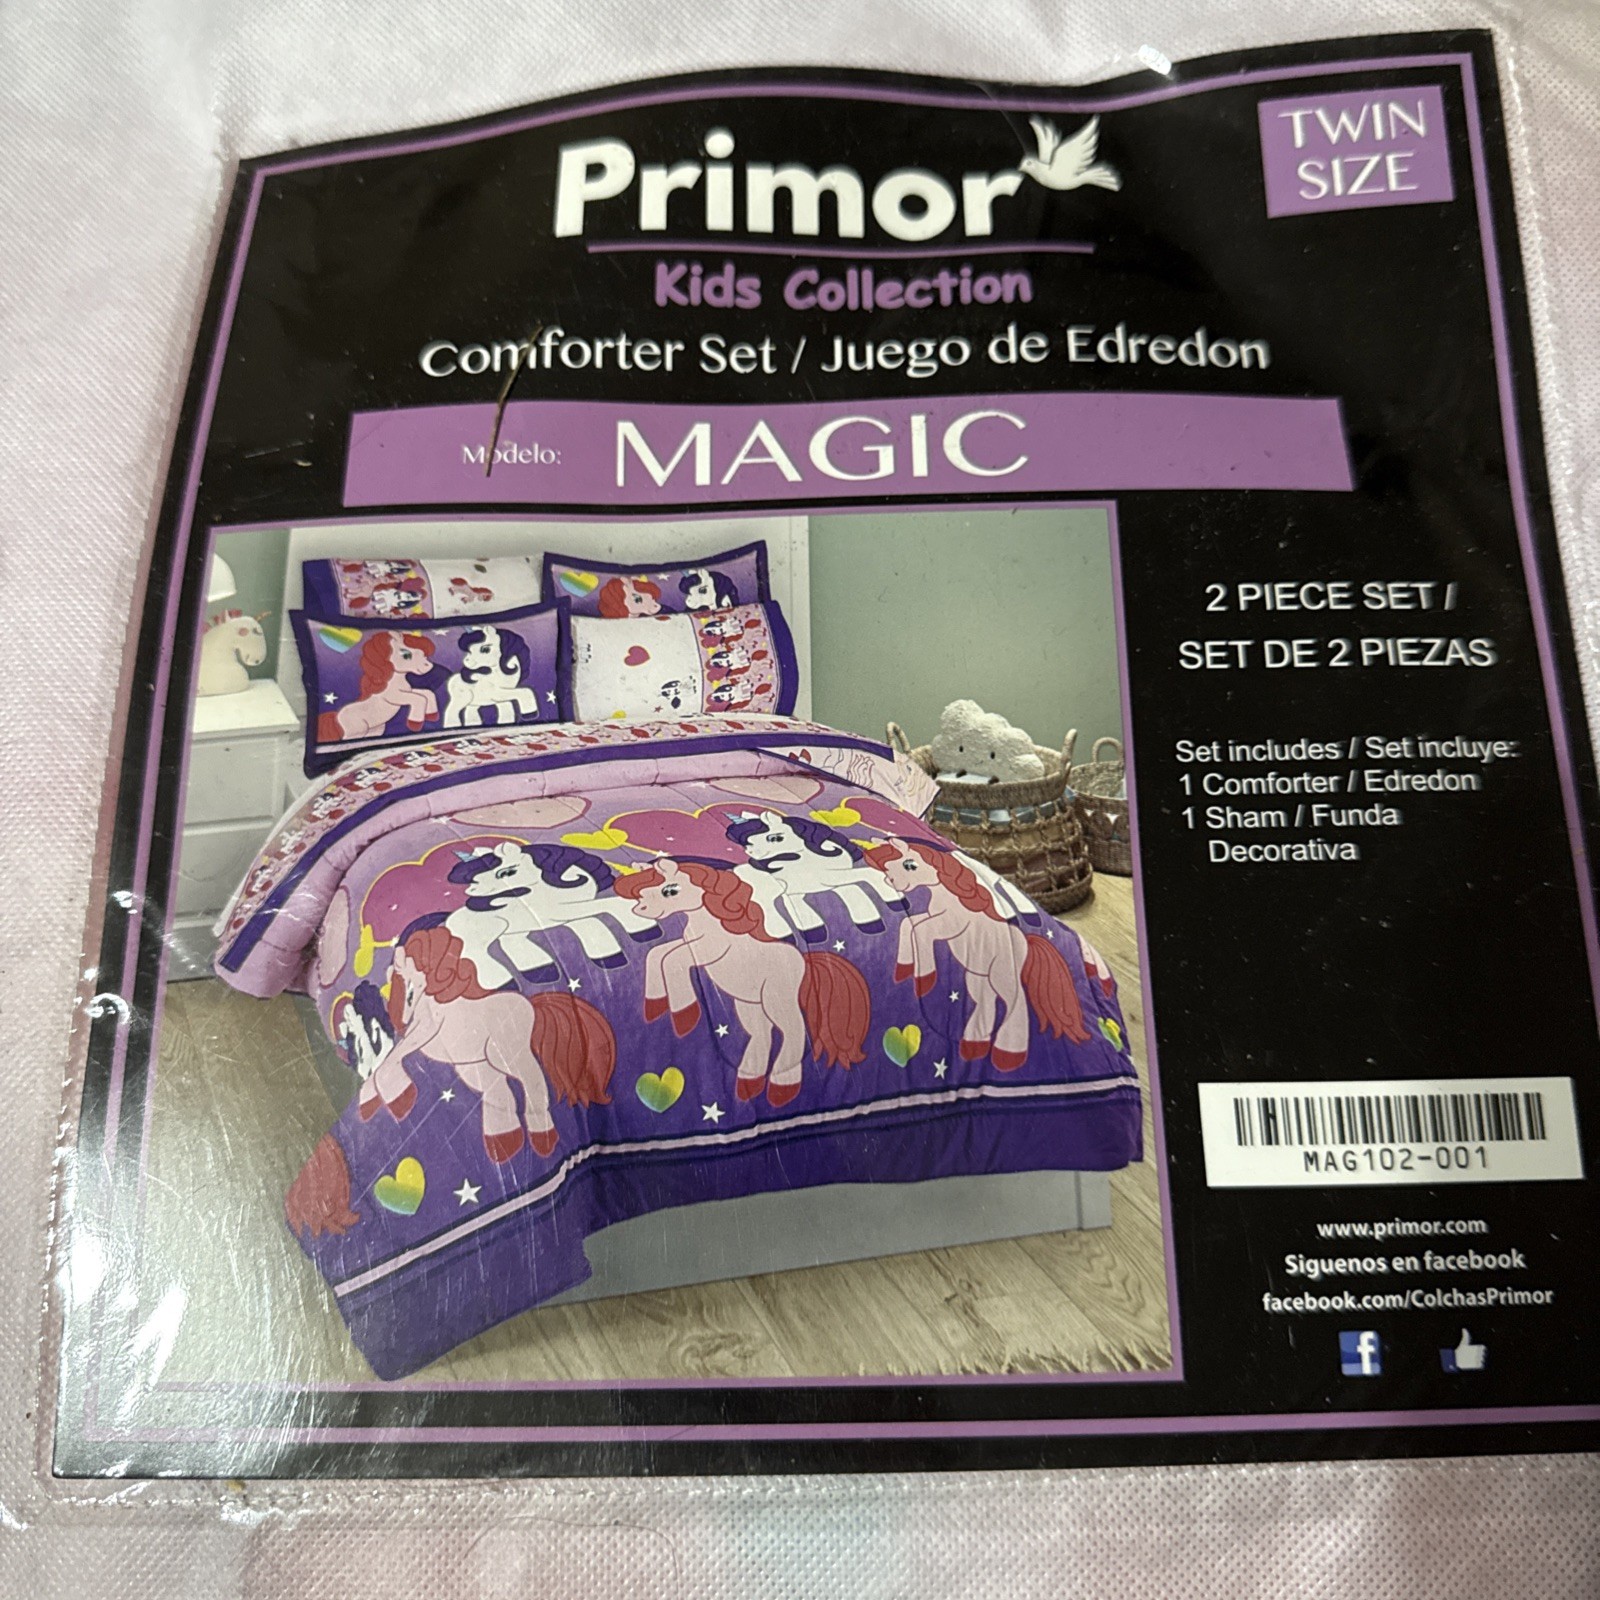 Primor
TWIN
SIZE
Kids Collection
Comforter Set / Juego de Edredon
Modelo: MAGIC
2 PIECE SET /
SET DE 2 PIEZAS
Set includes / Set incluye:
1 Comforter / Edredon
1 Sham / Funda
Decorativa
MAG102-001
www.primor.com
Siguenos en facebook
facebook.com/ColchasPrimor
f